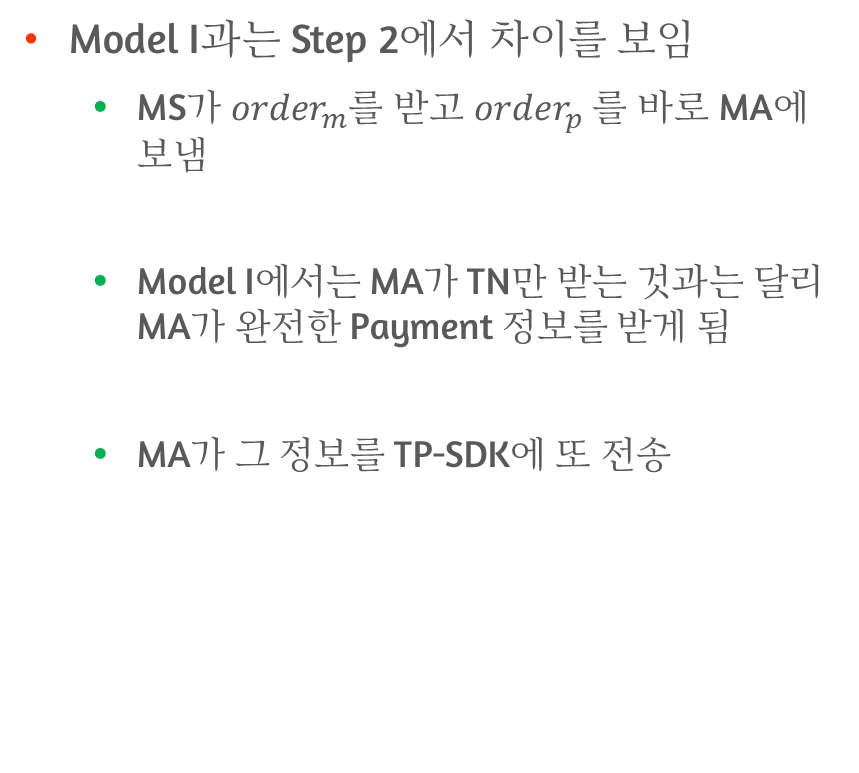 • Model I과는 Step 2에서 차이를 보임
• MS가 orderₘ를 받고 orderₚ 를 바로 MA에
보냄
• Model I에서는 MA가 TN만 받는 것과는 달리
MA가 완전한 Payment 정보를 받게 됨
• MA가 그 정보를 TP-SDK에 또 전송